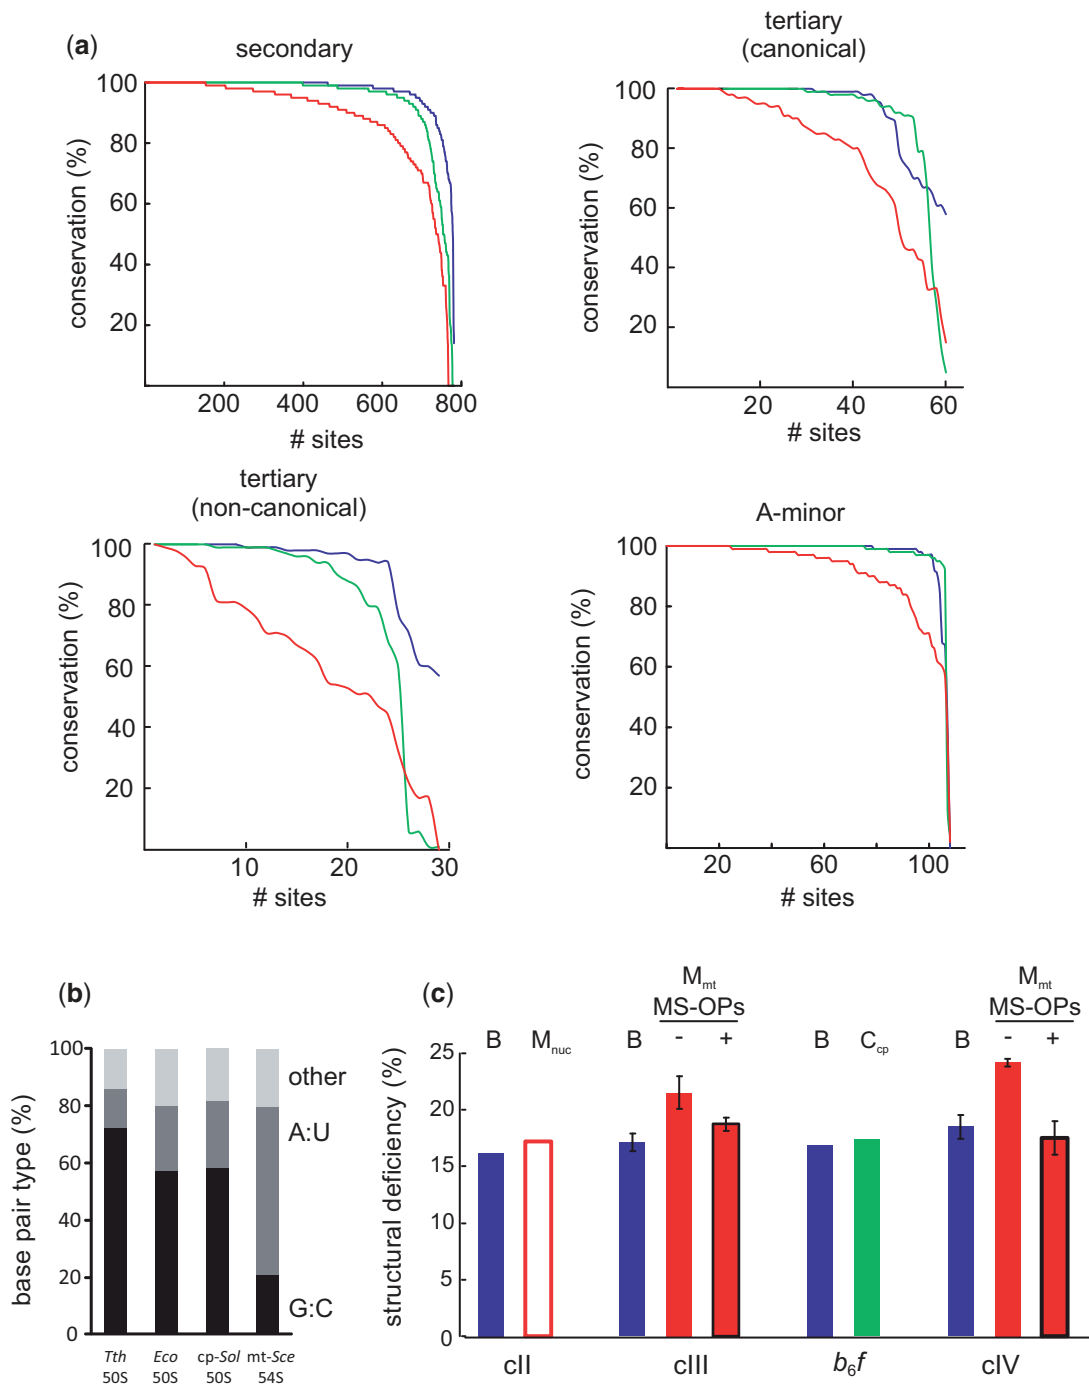 (a)
secondary
conservation (%)
100
80
60
40
20
200 400 600 800
# sites
tertiary
(canonical)
conservation (%)
100
80
60
40
20
20 40 60
# sites
tertiary
(non-canonical)
conservation (%)
100
80
60
40
20
10 20 30
# sites
A-minor
conservation (%)
100
80
60
40
20
20 60 100
# sites
(b)
base pair type (%)
100
80
60
40
20
0
other
A:U
G:C
Tth Eco cp-Sol mt-Sce
50S 50S 50S 54S
(c)
structural deficiency (%)
25
20
15
10
5
0
Mmt Mmt
MS-OPs MS-OPs
B Mnuc B - + B Ccp B - +
cII cIII b6f cIV